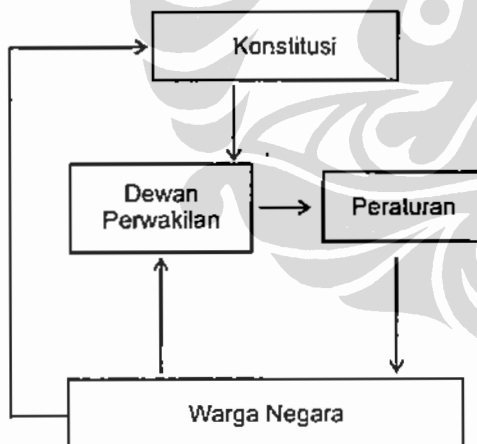 Konstitusi
Dewan
Perwakilan
Peraturan
Warga Negara